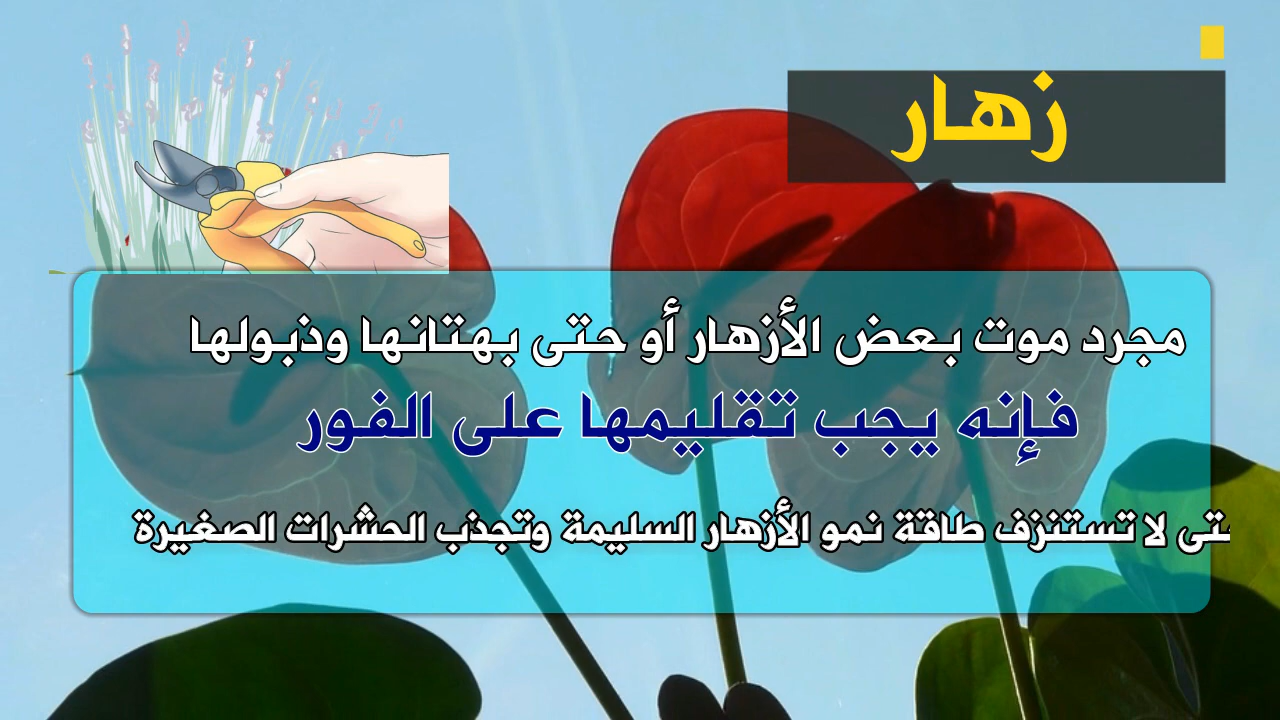 زهار
مجرد موت بعض الأزهار أو حتى بهتانها وذبولها
فإنه يجب تقليمها على الفور
لا تستنزف طاقة نمو الأزهار السليمة وتجذب الحشرات الصغيرة